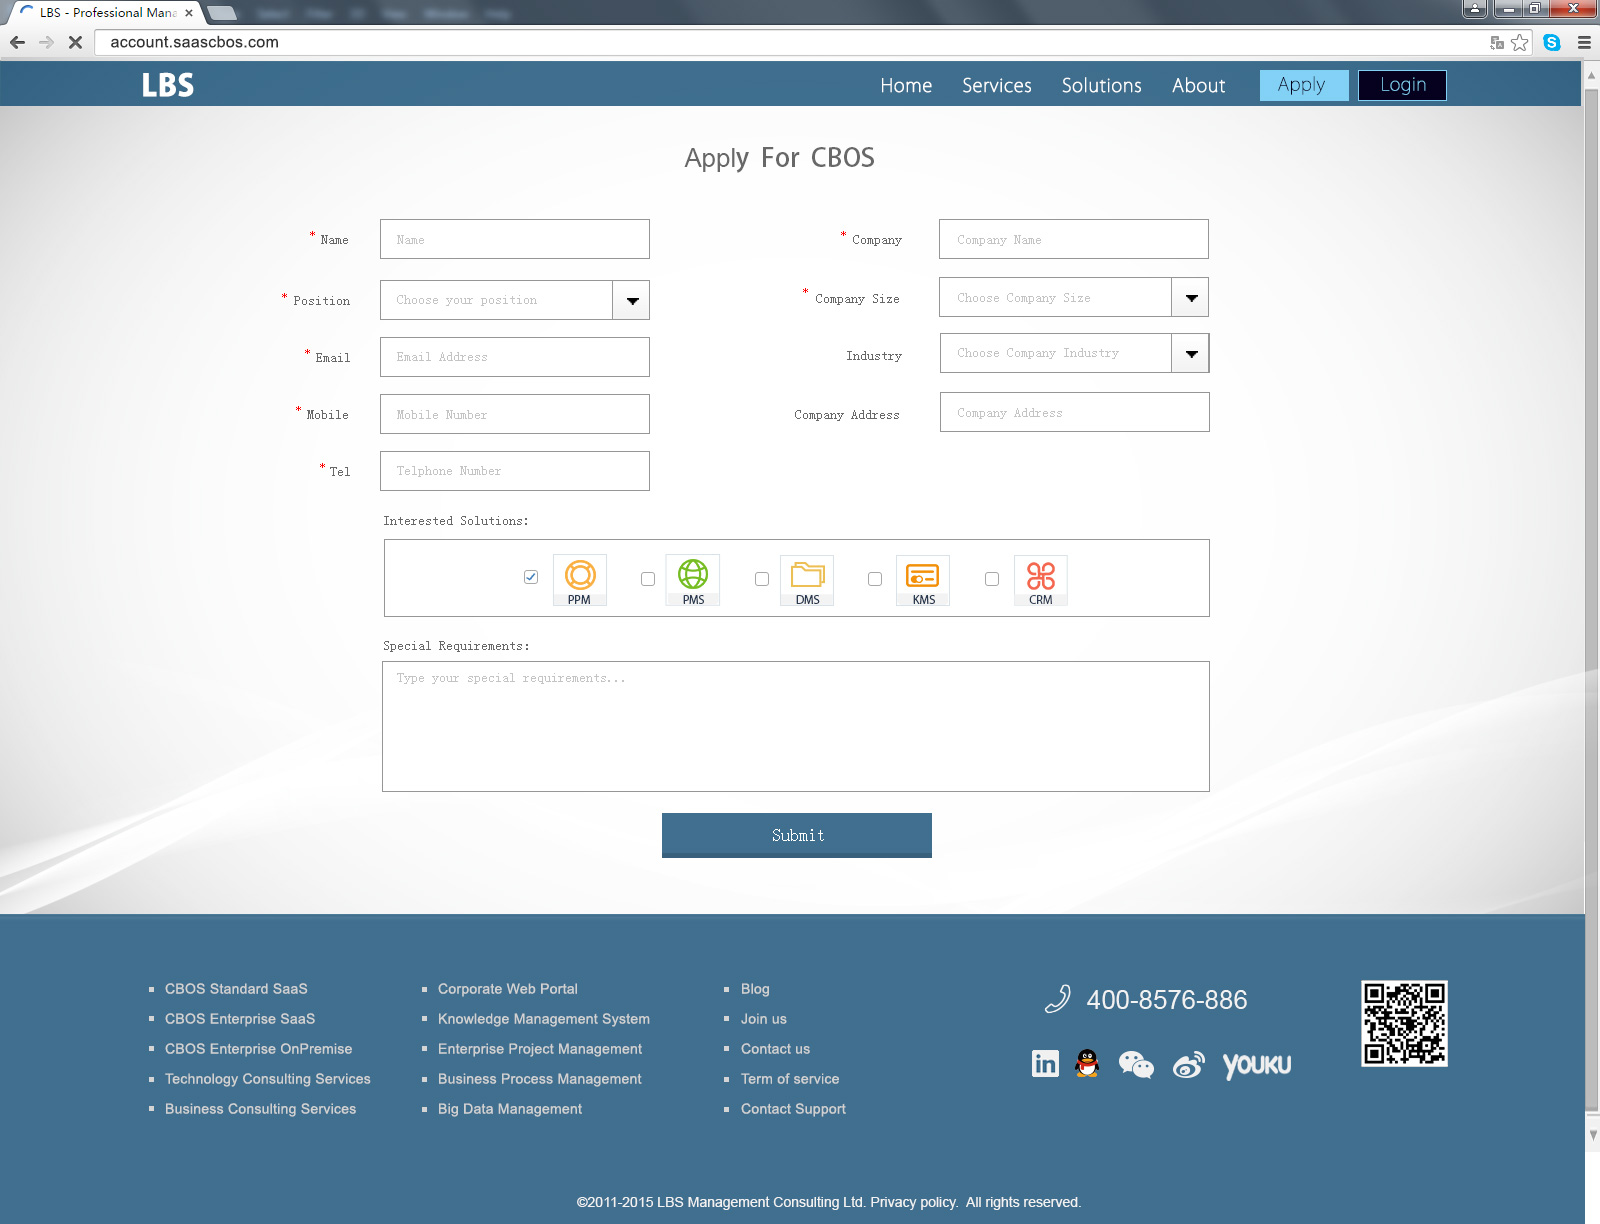 LBS - Professional Mana
account.saascbos.com
LBS Home Services Solutions About Apply Login
Apply For CBOS
* Name Name * Company Company Name
* Position Choose your position * Company Size Choose Company Size
* Email Email Address Industry Choose Company Industry
* Mobile Mobile Number Company Address Company Address
* Tel Telphone Number
Interested Solutions:
PPM PMS DMS KMS CRM
Special Requirements:
Type your special requirements...
Submit
CBOS Standard SaaS
CBOS Enterprise SaaS
CBOS Enterprise OnPremise
Technology Consulting Services
Business Consulting Services
Corporate Web Portal
Knowledge Management System
Enterprise Project Management
Business Process Management
Big Data Management
Blog
Join us
Contact us
Term of service
Contact Support
400-8576-886
in YOUKU
©2011-2015 LBS Management Consulting Ltd. Privacy policy. All rights reserved.